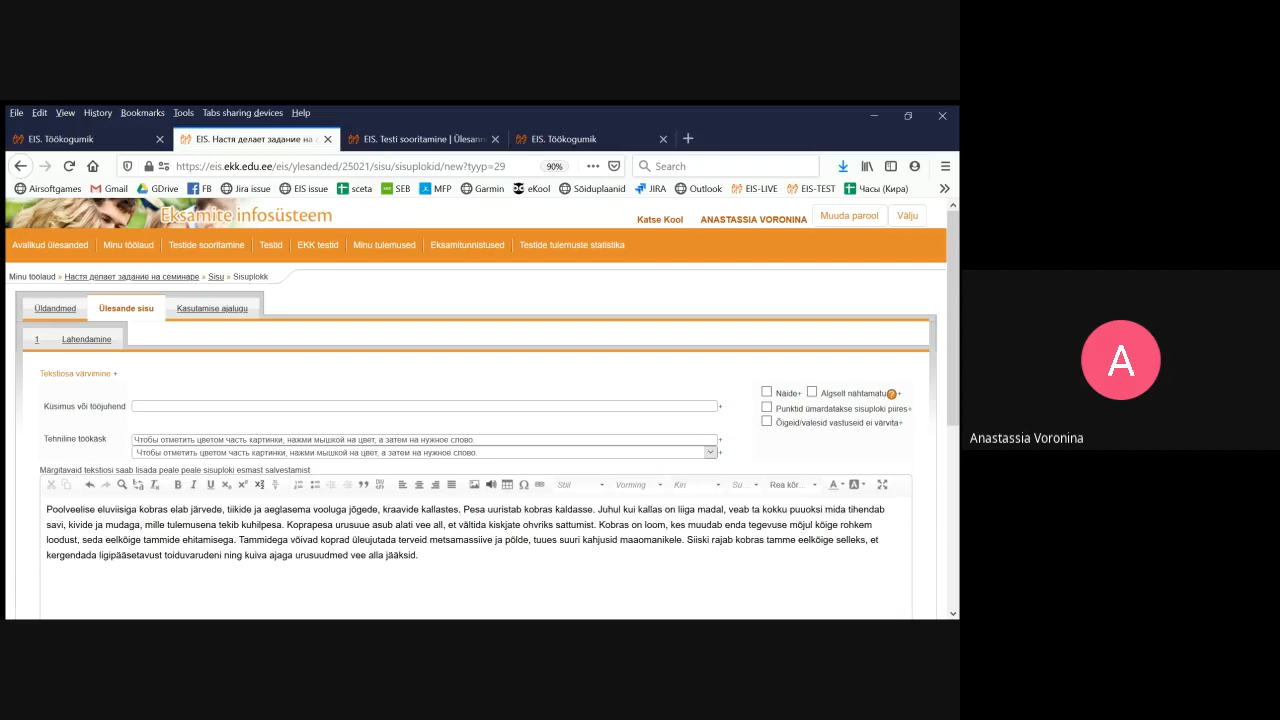 File Edit View History Bookmarks Tools Tabs sharing devices Help
EIS. Töökogumik
EIS. Настя делает задание на с
EIS. Testi sooritamine | Ülesann
EIS. Töökogumik
https://eis.ekk.edu.ee/eis/ylesanded/25021/sisu/sisuplokid/new?tyyp=29
90%
Search
Airsoftgames Gmail GDrive FB Jira issue EIS issue sceta SEB MFP Garmin eKool Sõiduplaanid JIRA Outlook EIS-LIVE EIS-TEST Часы (Кира)
Eksamite infosüsteem
Katse Kool ANASTASSIA VORONINA Muuda parool Välju
Avalikud ülesanded Minu töölaud Testide sooritamine Testid EKK testid Minu tulemused Eksamitunnistused Testide tulemuste statistika
Minu töölaud » Настя делает задание на семинаре » Sisu » Sisuplokk
Üldandmed Ülesande sisu Kasutamise ajalugu
1 Lahendamine
Tekstiosa värvimine +
Näide+ Algselt nähtamatu?+
Küsimus või tööjuhend +
Punktid ümardatakse sisuploki piires+
Õigeid/valesid vastuseid ei värvita+
Tehniline töökäsk Чтобы отметить цветом часть картинки, нажми мышкой на цвет, а затем на нужное слово. +
Чтобы отметить цветом часть картинки, нажми мышкой на цвет, а затем на нужное слово. +
Märgitavaid tekstiosi saab lisada peale peale sisuploki esmast salvestamist
Stiil Vorming Kiri Su... Rea kõr...
Poolveelise eluviisiga kobras elab järvede, tiikide ja aeglasema vooluga jõgede, kraavide kallastes. Pesa uuristab kobras kaldasse. Juhul kui kallas on liiga madal, veab ta kokku puuoksi mida tihendab
savi, kivide ja mudaga, mille tulemusena tekib kuhilpesa. Koprapesa urusuue asub alati vee all, et vältida kiskjate ohvriks sattumist. Kobras on loom, kes muudab enda tegevuse mõjul kõige rohkem
loodust, seda eelkõige tammide ehitamisega. Tammidega võivad koprad üleujutada terveid metsamassiive ja põlde, tuues suuri kahjusid maaomanikele. Siiski rajab kobras tamme eelkõige selleks, et
kergendada ligipääsetavust toiduvarudeni ning kuiva ajaga urusuudmed vee alla jääksid.
A
Anastassia Voronina